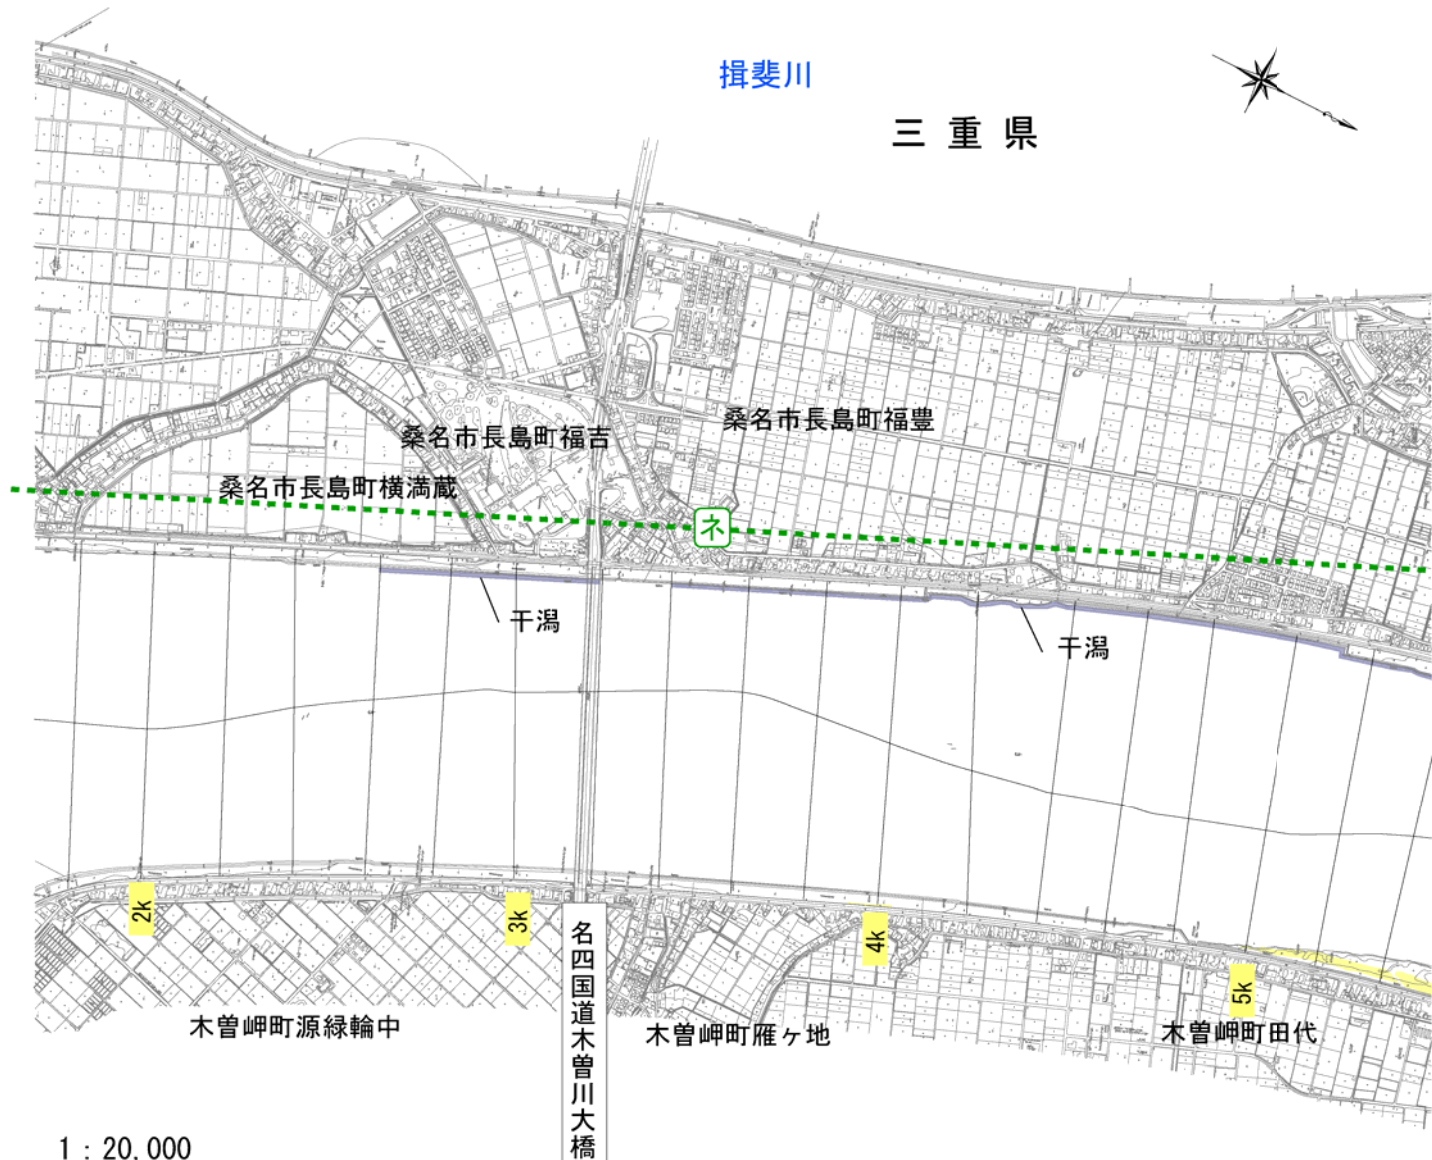 揖斐川
三重県
桑名市長島町福豊
桑名市長島町福吉
桑名市長島町横満蔵
ネ
干潟
干潟
2k
3k
4k
5k
名四国道木曽川大橋
木曽岬町源緑輪中
木曽岬町雁ヶ地
木曽岬町田代
1：20,000